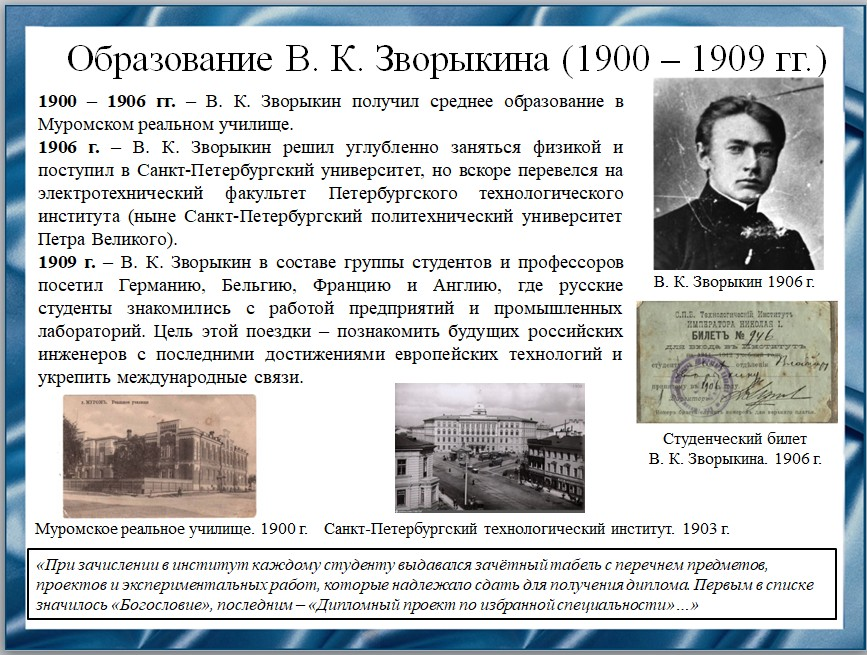 Образование В. К. Зворыкина (1900 – 1909 гг.)
1900 – 1906 гг. – В. К. Зворыкин получил среднее образование в
Муромском реальном училище.
1906 г. – В. К. Зворыкин решил углубленно заняться физикой и
поступил в Санкт-Петербургский университет, но вскоре перевелся на
электротехнический факультет Петербургского технологического
института (ныне Санкт-Петербургский политехнический университет
Петра Великого).
1909 г. – В. К. Зворыкин в составе группы студентов и профессоров
посетил Германию, Бельгию, Францию и Англию, где русские
студенты знакомились с работой предприятий и промышленных
лабораторий. Цель этой поездки – познакомить будущих российских
инженеров с последними достижениями европейских технологий и
укрепить международные связи.
В. К. Зворыкин 1906 г.
С.П.Б. Технологическій Институтъ
ИМПЕРАТОРА НИКОЛАЯ I.
БИЛЕТЪ № 946.
для входа въ Институтъ
Студенческий билет
В. К. Зворыкина. 1906 г.
г. МУРОМЪ. Реальное училище
Муромское реальное училище. 1900 г.
Санкт-Петербургский технологический институт. 1903 г.
«При зачислении в институт каждому студенту выдавался зачётный табель с перечнем предметов,
проектов и экспериментальных работ, которые надлежало сдать для получения диплома. Первым в списке
значилось «Богословие», последним – «Дипломный проект по избранной специальности»…»